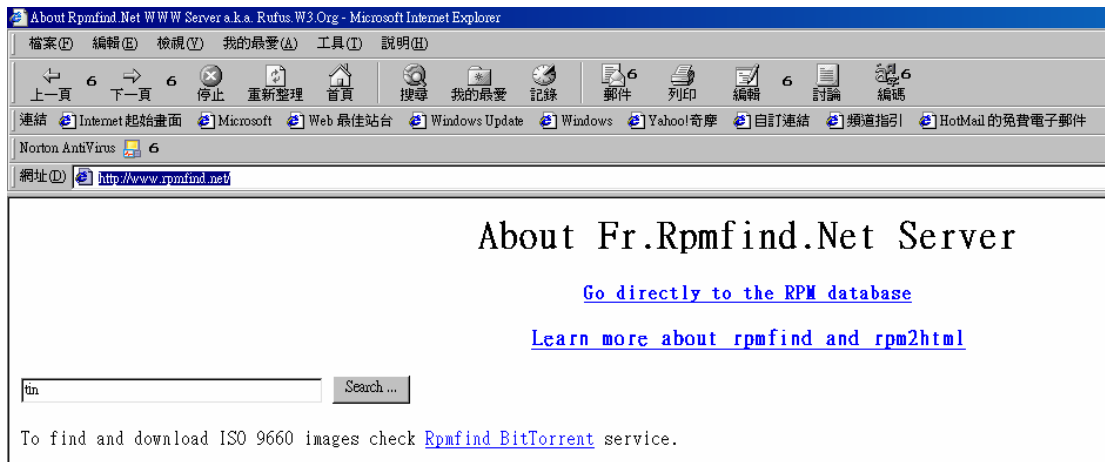 About Rpmfind.Net WWW Server a.k.a. Rufus.W3.Org - Microsoft Internet Explorer
檔案(F) 編輯(E) 檢視(V) 我的最愛(A) 工具(T) 說明(H)
上一頁 6 下一頁 6 停止 重新整理 首頁 搜尋 我的最愛 記錄 郵件 6 列印 編輯 6 討論 編碼 6
連結 Internet 起始畫面 Microsoft Web 最佳站台 Windows Update Windows Yahoo!奇摩 自訂連結 頻道指引 HotMail 的免費電子郵件
Norton AntiVirus 6
網址(D) http://www.rpmfind.net/
About Fr.Rpmfind.Net Server
Go directly to the RPM database
Learn more about rpmfind and rpm2html
tin Search ...
To find and download ISO 9660 images check Rpmfind BitTorrent service.